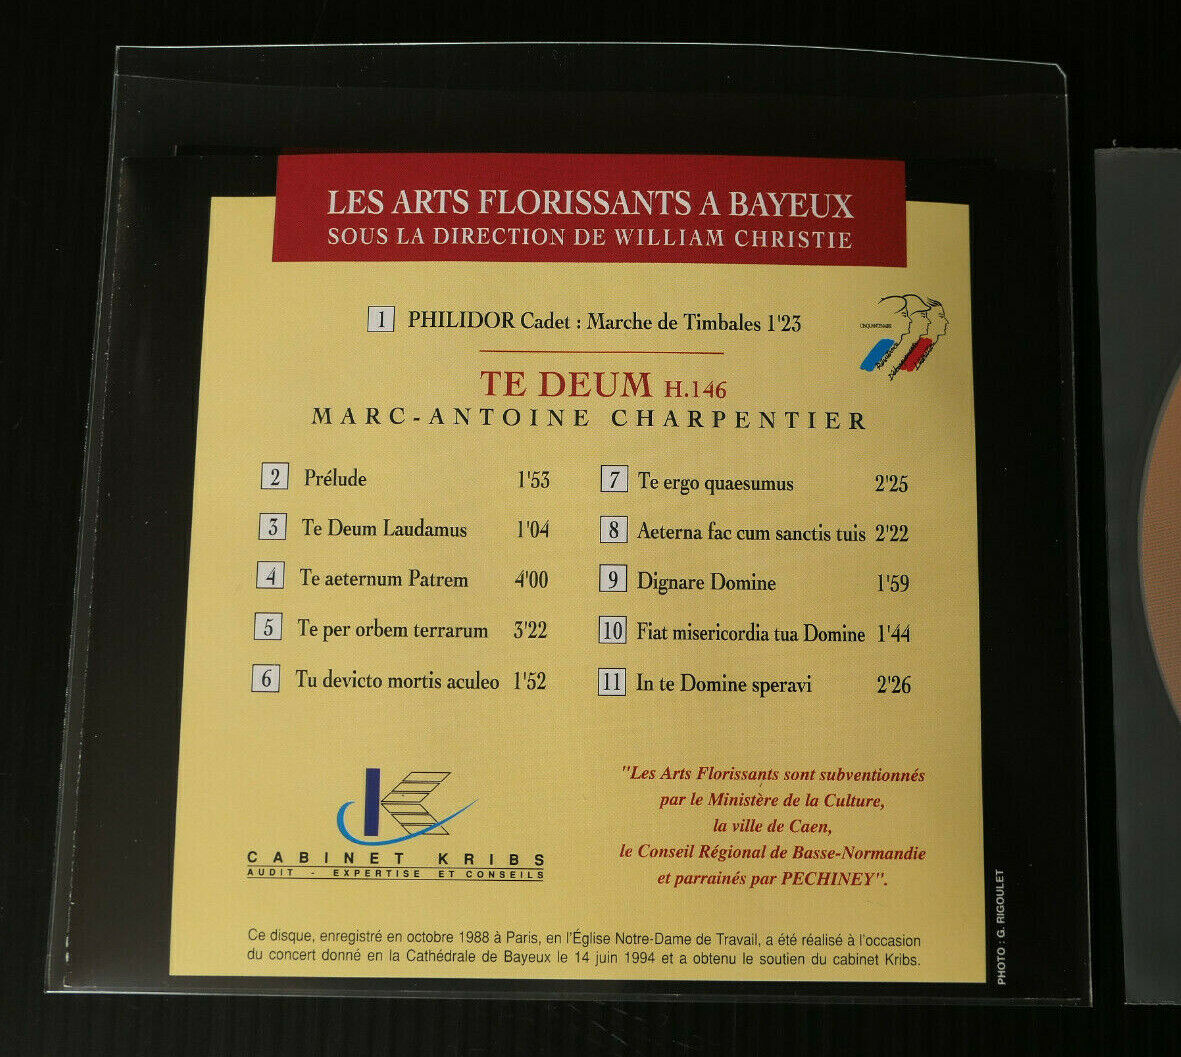 LES ARTS FLORISSANTS A BAYEUX
SOUS LA DIRECTION DE WILLIAM CHRISTIE
1 PHILIDOR Cadet : Marche de Timbales 1'23
TE DEUM H.146
MARC-ANTOINE CHARPENTIER
2 Prélude 1'53
3 Te Deum Laudamus 1'04
4 Te aeternum Patrem 4'00
5 Te per orbem terrarum 3'22
6 Tu devicto mortis aculeo 1'52
7 Te ergo quaesumus 2'25
8 Aeterna fac cum sanctis tuis 2'22
9 Dignare Domine 1'59
10 Fiat misericordia tua Domine 1'44
11 In te Domine speravi 2'26
CABINET KRIBS
AUDIT - EXPERTISE ET CONSEILS
"Les Arts Florissants sont subventionnés
par le Ministère de la Culture,
la ville de Caen,
le Conseil Régional de Basse-Normandie
et parrainés par PECHINEY".
Ce disque, enregistré en octobre 1988 à Paris, en l'Église Notre-Dame de Travail, a été réalisé à l'occasion
du concert donné en la Cathédrale de Bayeux le 14 juin 1994 et a obtenu le soutien du cabinet Kribs.
PHOTO : G. RIGOULET